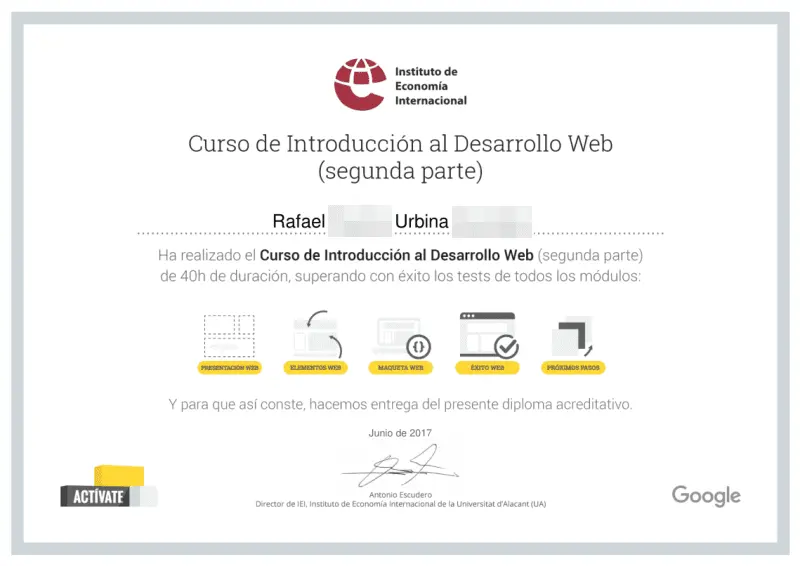 Instituto de
Economía
Internacional
Curso de Introducción al Desarrollo Web
(segunda parte)
Rafael Urbina
Ha realizado el Curso de Introducción al Desarrollo Web (segunda parte)
de 40h de duración, superando con éxito los tests de todos los módulos:
{}
PRESENTACIÓN WEB
ELEMENTOS WEB
MAQUETA WEB
ÉXITO WEB
PRÓXIMOS PASOS
Y para que así conste, hacemos entrega del presente diploma acreditativo.
Junio de 2017
Antonio Escudero
Director de IEI, Instituto de Economía internacional de la Universitat d'Alacant (UA)
ACTÍVATE
Google